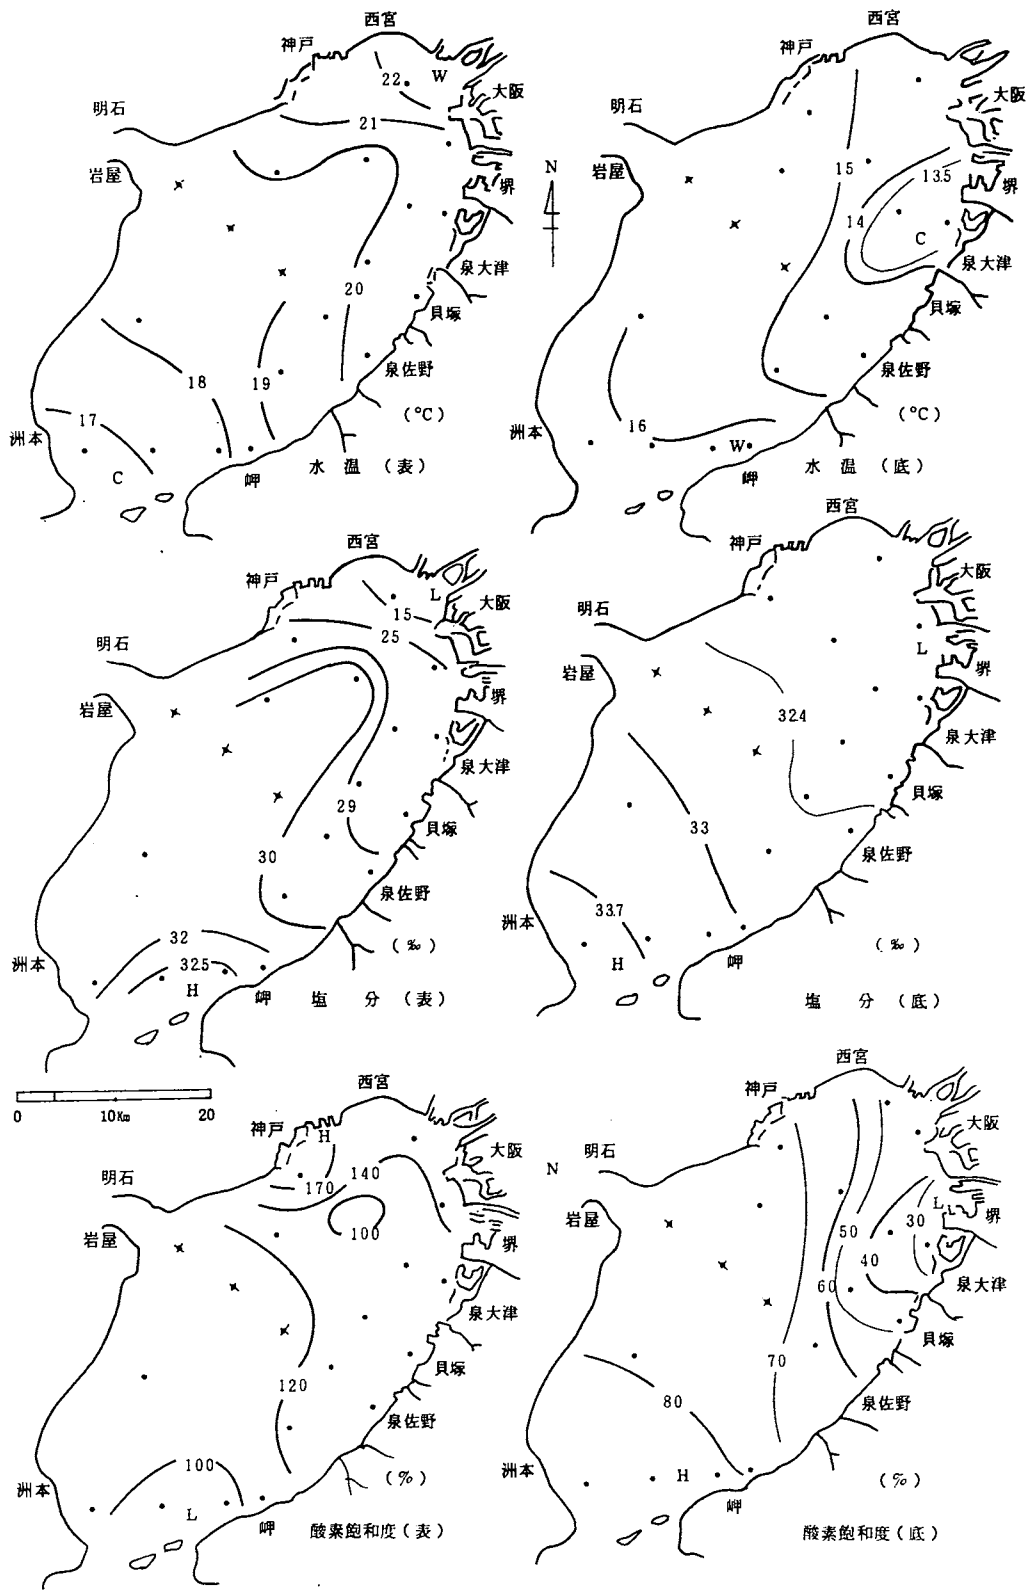 西宮
神戸
22
W
大阪
明石
21
岩屋
堺
泉大津
20
貝塚
18
19
泉佐野
17
(℃)
洲本
C
岬
水温(表)
N
西宮
神戸
大阪
明石
15
13.5
岩屋
堺
14
C
泉大津
貝塚
泉佐野
16
(℃)
洲本
W
岬
水温(底)
西宮
神戸
L
15
大阪
明石
25
岩屋
堺
泉大津
29
貝塚
30
泉佐野
32
(‰)
洲本
325
H
岬
塩分(表)
西宮
神戸
大阪
明石
L
岩屋
堺
324
泉大津
貝塚
33
泉佐野
33.7
洲本
(‰)
H
岬
塩分(底)
0
10Km
20
西宮
神戸
H
大阪
明石
170
140
岩屋
100
堺
泉大津
貝塚
120
泉佐野
100
(%)
洲本
L
岬
酸素飽和度(表)
西宮
神戸
大阪
N
明石
L
L
岩屋
50
30
堺
40
60
泉大津
貝塚
70
80
泉佐野
洲本
H
(%)
岬
酸素飽和度(底)